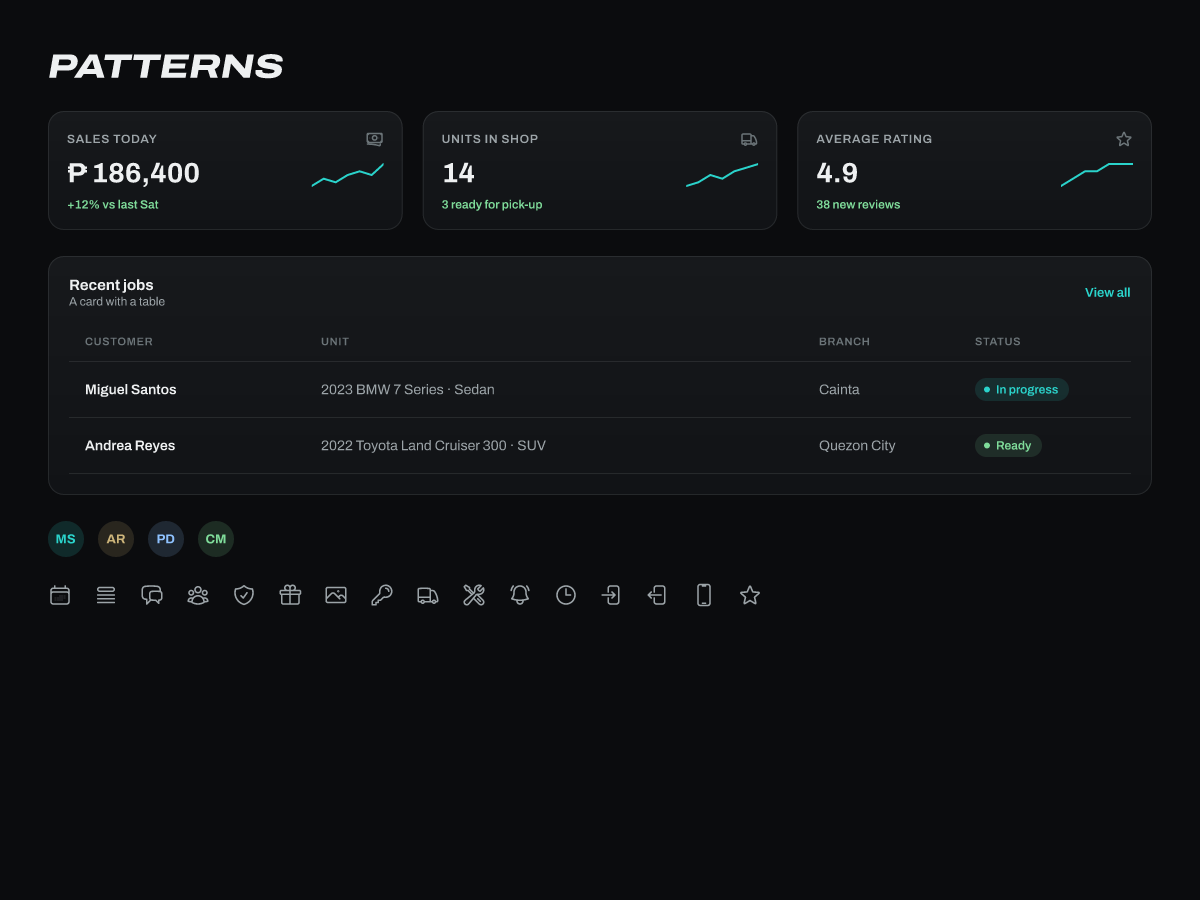 PATTERNS
SALES TODAY
₱186,400
+12% vs last Sat
UNITS IN SHOP
14
3 ready for pick-up
AVERAGE RATING
4.9
38 new reviews
Recent jobs
A card with a table
View all
CUSTOMER UNIT BRANCH STATUS
Miguel Santos 2023 BMW 7 Series · Sedan Cainta In progress
Andrea Reyes 2022 Toyota Land Cruiser 300 · SUV Quezon City Ready
MS AR PD CM